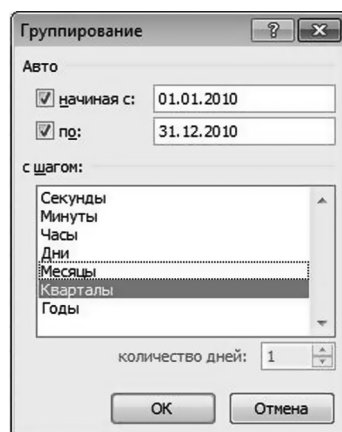 Группирование
Авто
начиная с: 01.01.2010
по: 31.12.2010
с шагом:
Секунды
Минуты
Часы
Дни
Месяцы
Кварталы
Годы
количество дней: 1
ОК Отмена